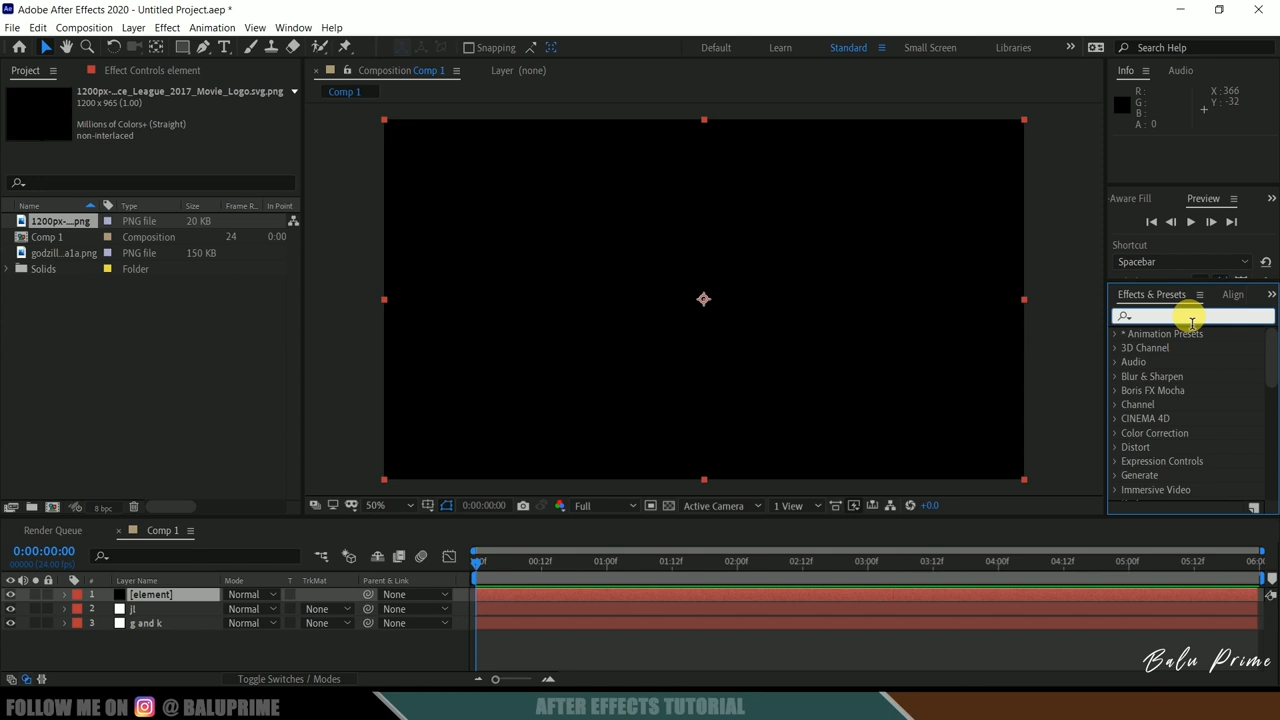 Adobe After Effects 2020 - Untitled Project.aep *
File Edit Composition Layer Effect Animation View Window Help
Snapping Default Learn Standard Small Screen Libraries Search Help
Project Effect Controls element Composition Comp 1 Layer (none) Info Audio
1200px-...ce_League_2017_Movie_Logo.svg.png
1200 x 965 (1.00)
Millions of Colors+ (Straight)
non-interlaced
Comp 1
R: X: 366
G: Y: -32
B:
A: 0
Aware Fill Preview
Shortcut
Spacebar
Name Type Size Frame R... In Point
1200px-...png PNG file 20 KB
Comp 1 Composition 24 0:00
godzill...a1a.png PNG file 150 KB
Solids Folder
Effects & Presets Align
* Animation Presets
3D Channel
Audio
Blur & Sharpen
Boris FX Mocha
Channel
CINEMA 4D
Color Correction
Distort
Expression Controls
Generate
Immersive Video
8 bpc 50% 0:00:00:00 Full Active Camera 1 View +0.0
Render Queue Comp 1
0:00:00:00
00000 (24.00 fps)
00:12f 01:00f 01:12f 02:00f 02:12f 03:00f 03:12f 04:00f 04:12f 05:00f 05:12f 06:0
# Layer Name Mode T TrkMat Parent & Link
1 [element] Normal None
2 jl Normal None None
3 g and k Normal None None
Toggle Switches / Modes
Balu Prime
FOLLOW ME ON @ BALUPRIME AFTER EFFECTS TUTORIAL